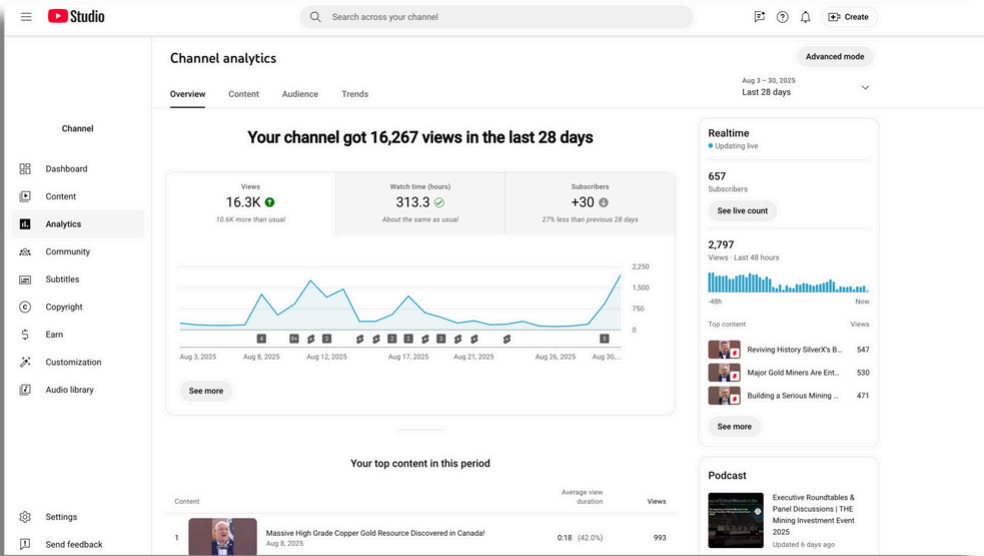 Studio
Search across your channel
Create
Channel analytics
Advanced mode
Overview
Content
Audience
Trends
Aug 3 – 30, 2025
Last 28 days
Channel
Dashboard
Content
Analytics
Community
Subtitles
Copyright
Earn
Customization
Audio library
Settings
Send feedback
Your channel got 16,267 views in the last 28 days
Views
16.3K
10.6K more than usual
Watch time (hours)
313.3
About the same as usual
Subscribers
+30
27% less than previous 28 days
2,250
1,500
750
0
4
9+
2
2
2
3
5
Aug 3, 2025
Aug 8, 2025
Aug 12, 2025
Aug 17, 2025
Aug 21, 2025
Aug 26, 2025
Aug 30,...
See more
Your top content in this period
Content
Average view
duration
Views
1
Massive High Grade Copper Gold Resource Discovered in Canada!
Aug 8, 2025
0:18 (42.0%)
993
Realtime
Updating live
657
Subscribers
See live count
2,797
Views · Last 48 hours
-48h
Now
Top content
Views
Reviving History SilverX's B...
547
Major Gold Miners Are Ent...
530
Building a Serious Mining ...
471
See more
Podcast
Executive Roundtables &
Panel Discussions | THE
Mining Investment Event
2025
Updated 6 days ago